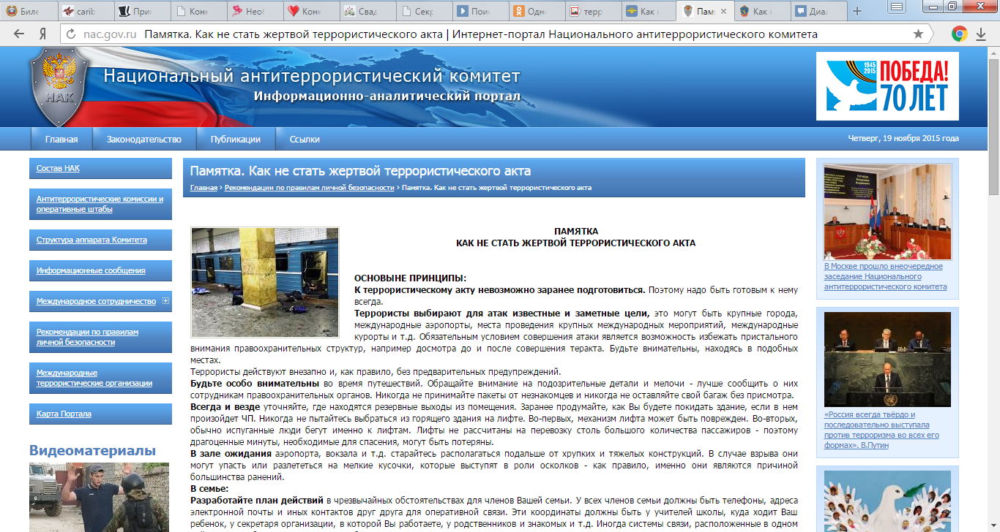 Биле
carib
При
Конк
Необ
Конк
Свад
Секр
Поис
Одно
терр
Как
Пам
Как
Диал
nac.gov.ru Памятка. Как не стать жертвой террористического акта | Интернет-портал Национального антитеррористического комитета
НАК
Национальный антитеррористический комитет
Информационно-аналитический портал
1945
2015
ПОБЕДА!
70 ЛЕТ
Главная
Законодательство
Публикации
Ссылки
Четверг, 19 ноября 2015 года
Состав НАК
Антитеррористические комиссии и
оперативные штабы
Структура аппарата Комитета
Информационные сообщения
Международное сотрудничество
Рекомендации по правилам
личной безопасности
Международные
террористические организации
Карта Портала
Видеоматериалы
Памятка. Как не стать жертвой террористического акта
Главная › Рекомендации по правилам личной безопасности › Памятка. Как не стать жертвой террористического акта
ПАМЯТКА
КАК НЕ СТАТЬ ЖЕРТВОЙ ТЕРРОРИСТИЧЕСКОГО АКТА
ОСНОВЫНЕ ПРИНЦИПЫ:
К террористическому акту невозможно заранее подготовиться. Поэтому надо быть готовым к нему
всегда.
Террористы выбирают для атак известные и заметные цели, это могут быть крупные города,
международные аэропорты, места проведения крупных международных мероприятий, международные
курорты и т.д. Обязательным условием совершения атаки является возможность избежать пристального
внимания правоохранительных структур, например досмотра до и после совершения теракта. Будьте внимательны, находясь в подобных
местах.
Террористы действуют внезапно и, как правило, без предварительных предупреждений.
Будьте особо внимательны во время путешествий. Обращайте внимание на подозрительные детали и мелочи - лучше сообщить о них
сотрудникам правоохранительных органов. Никогда не принимайте пакеты от незнакомцев и никогда не оставляйте свой багаж без присмотра.
Всегда и везде уточняйте, где находятся резервные выходы из помещения. Заранее продумайте, как Вы будете покидать здание, если в нем
произойдет ЧП. Никогда не пытайтесь выбраться из горящего здания на лифте. Во-первых, механизм лифта может быть поврежден. Во-вторых,
обычно испуганные люди бегут именно к лифтам. Лифты не рассчитаны на перевозку столь большого количества пассажиров - поэтому
драгоценные минуты, необходимые для спасения, могут быть потеряны.
В зале ожидания аэропорта, вокзала и т.д. старайтесь располагаться подальше от хрупких и тяжелых конструкций. В случае взрыва они
могут упасть или разлететься на мелкие кусочки, которые выступят в роли осколков - как правило, именно они являются причиной
большинства ранений.
В семье:
Разработайте план действий в чрезвычайных обстоятельствах для членов Вашей семьи. У всех членов семьи должны быть телефоны, адреса
электронной почты и иных контактов друг друга для оперативной связи. Эти координаты должны быть у учителей школы, куда ходит Ваш
ребенок, у секретаря организации, в которой Вы работаете, у родственников и знакомых и т.д. Иногда системы связи, расположенные в одном
В Москве прошло внеочередное
заседание Национального
антитеррористического комитета
«Россия всегда твёрдо и
последовательно выступала
против терроризма во всех его
формах». В.Путин